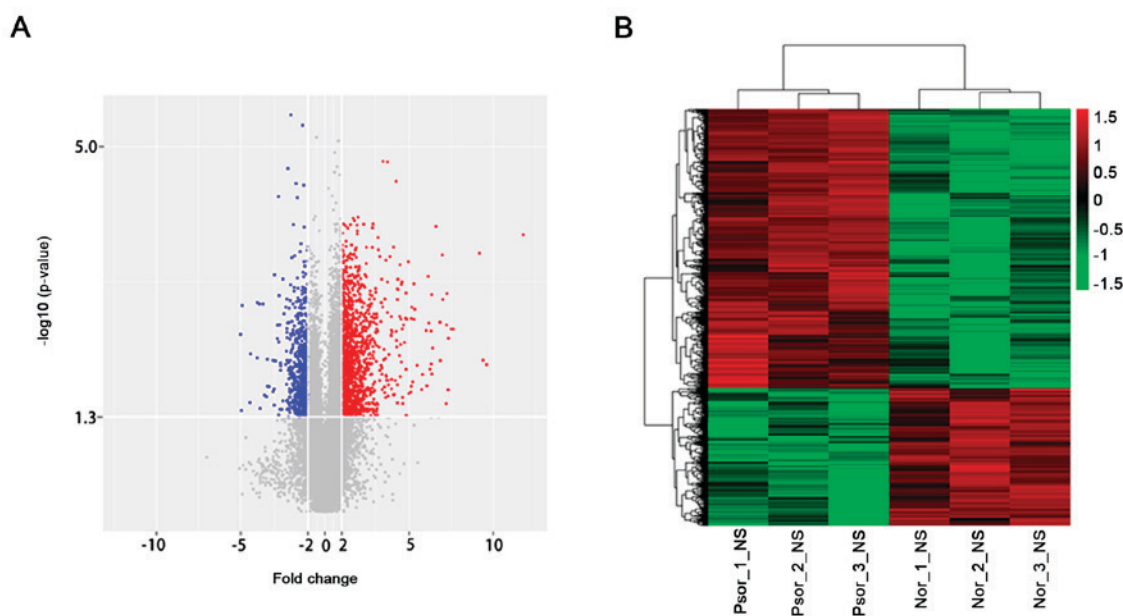 A
5.0
1.3
-log10 (p-value)
-10 -5 -2 0 2 5 10
Fold change
B
1.5
1
0.5
0
-0.5
-1
-1.5
Psor_1_NS
Psor_2_NS
Psor_3_NS
Nor_1_NS
Nor_2_NS
Nor_3_NS